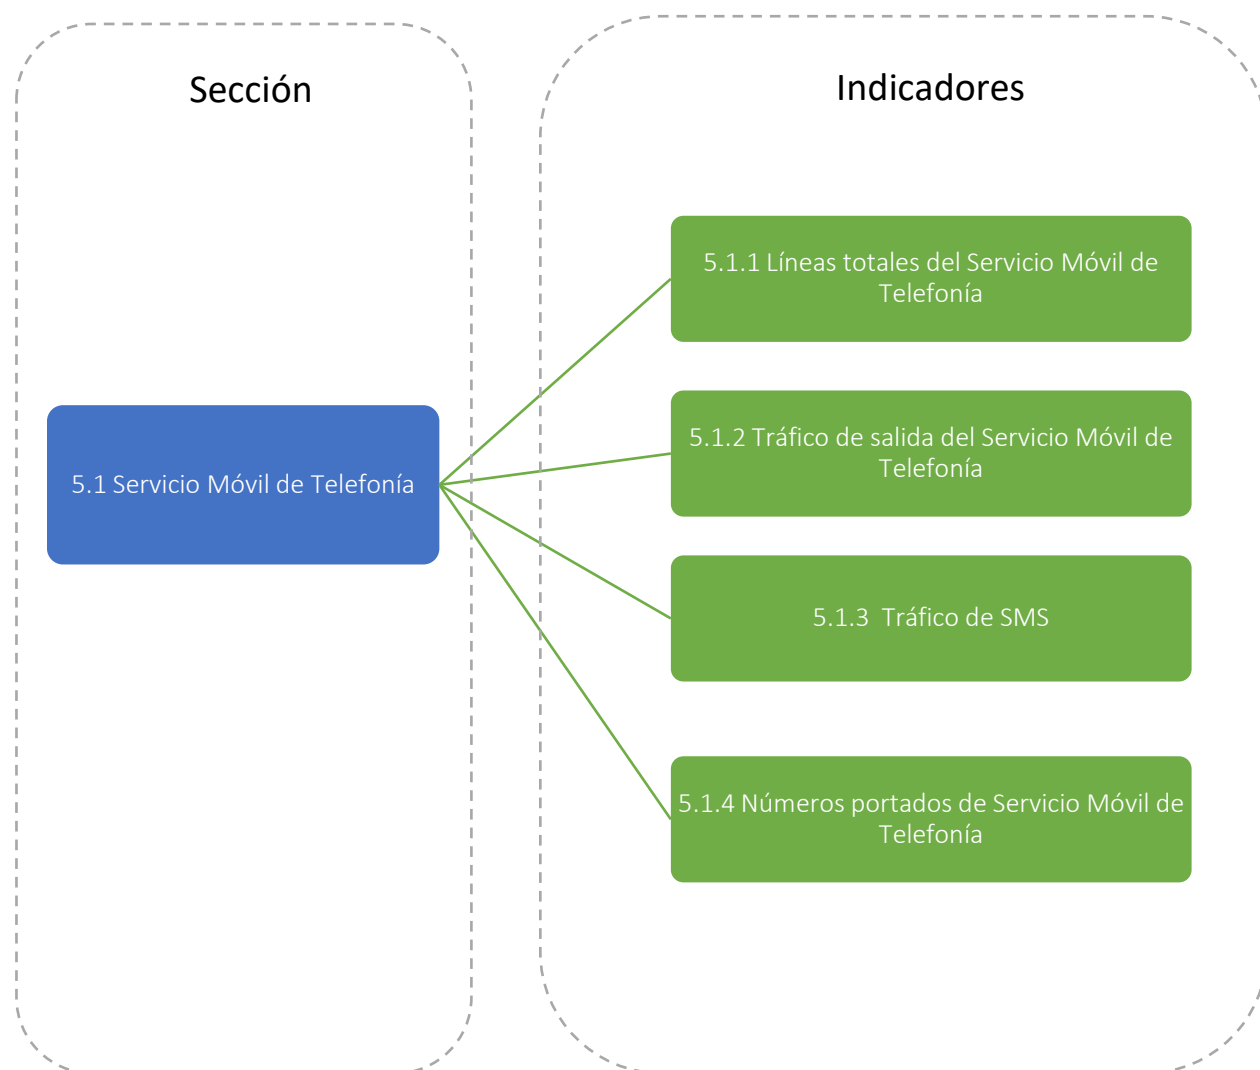 Sección
Indicadores
5.1 Servicio Móvil de Telefonía
5.1.1 Líneas totales del Servicio Móvil de
Telefonía
5.1.2 Tráfico de salida del Servicio Móvil de
Telefonía
5.1.3  Tráfico de SMS
5.1.4 Números portados de Servicio Móvil de
Telefonía